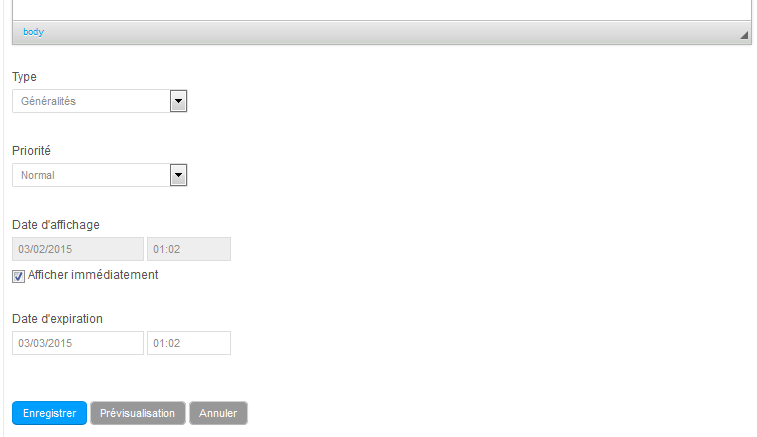 body
Type
Généralités
Priorité
Normal
Date d'affichage
03/02/2015 01:02
Afficher immédiatement
Date d'expiration
03/03/2015 01:02
Enregistrer Prévisualisation Annuler